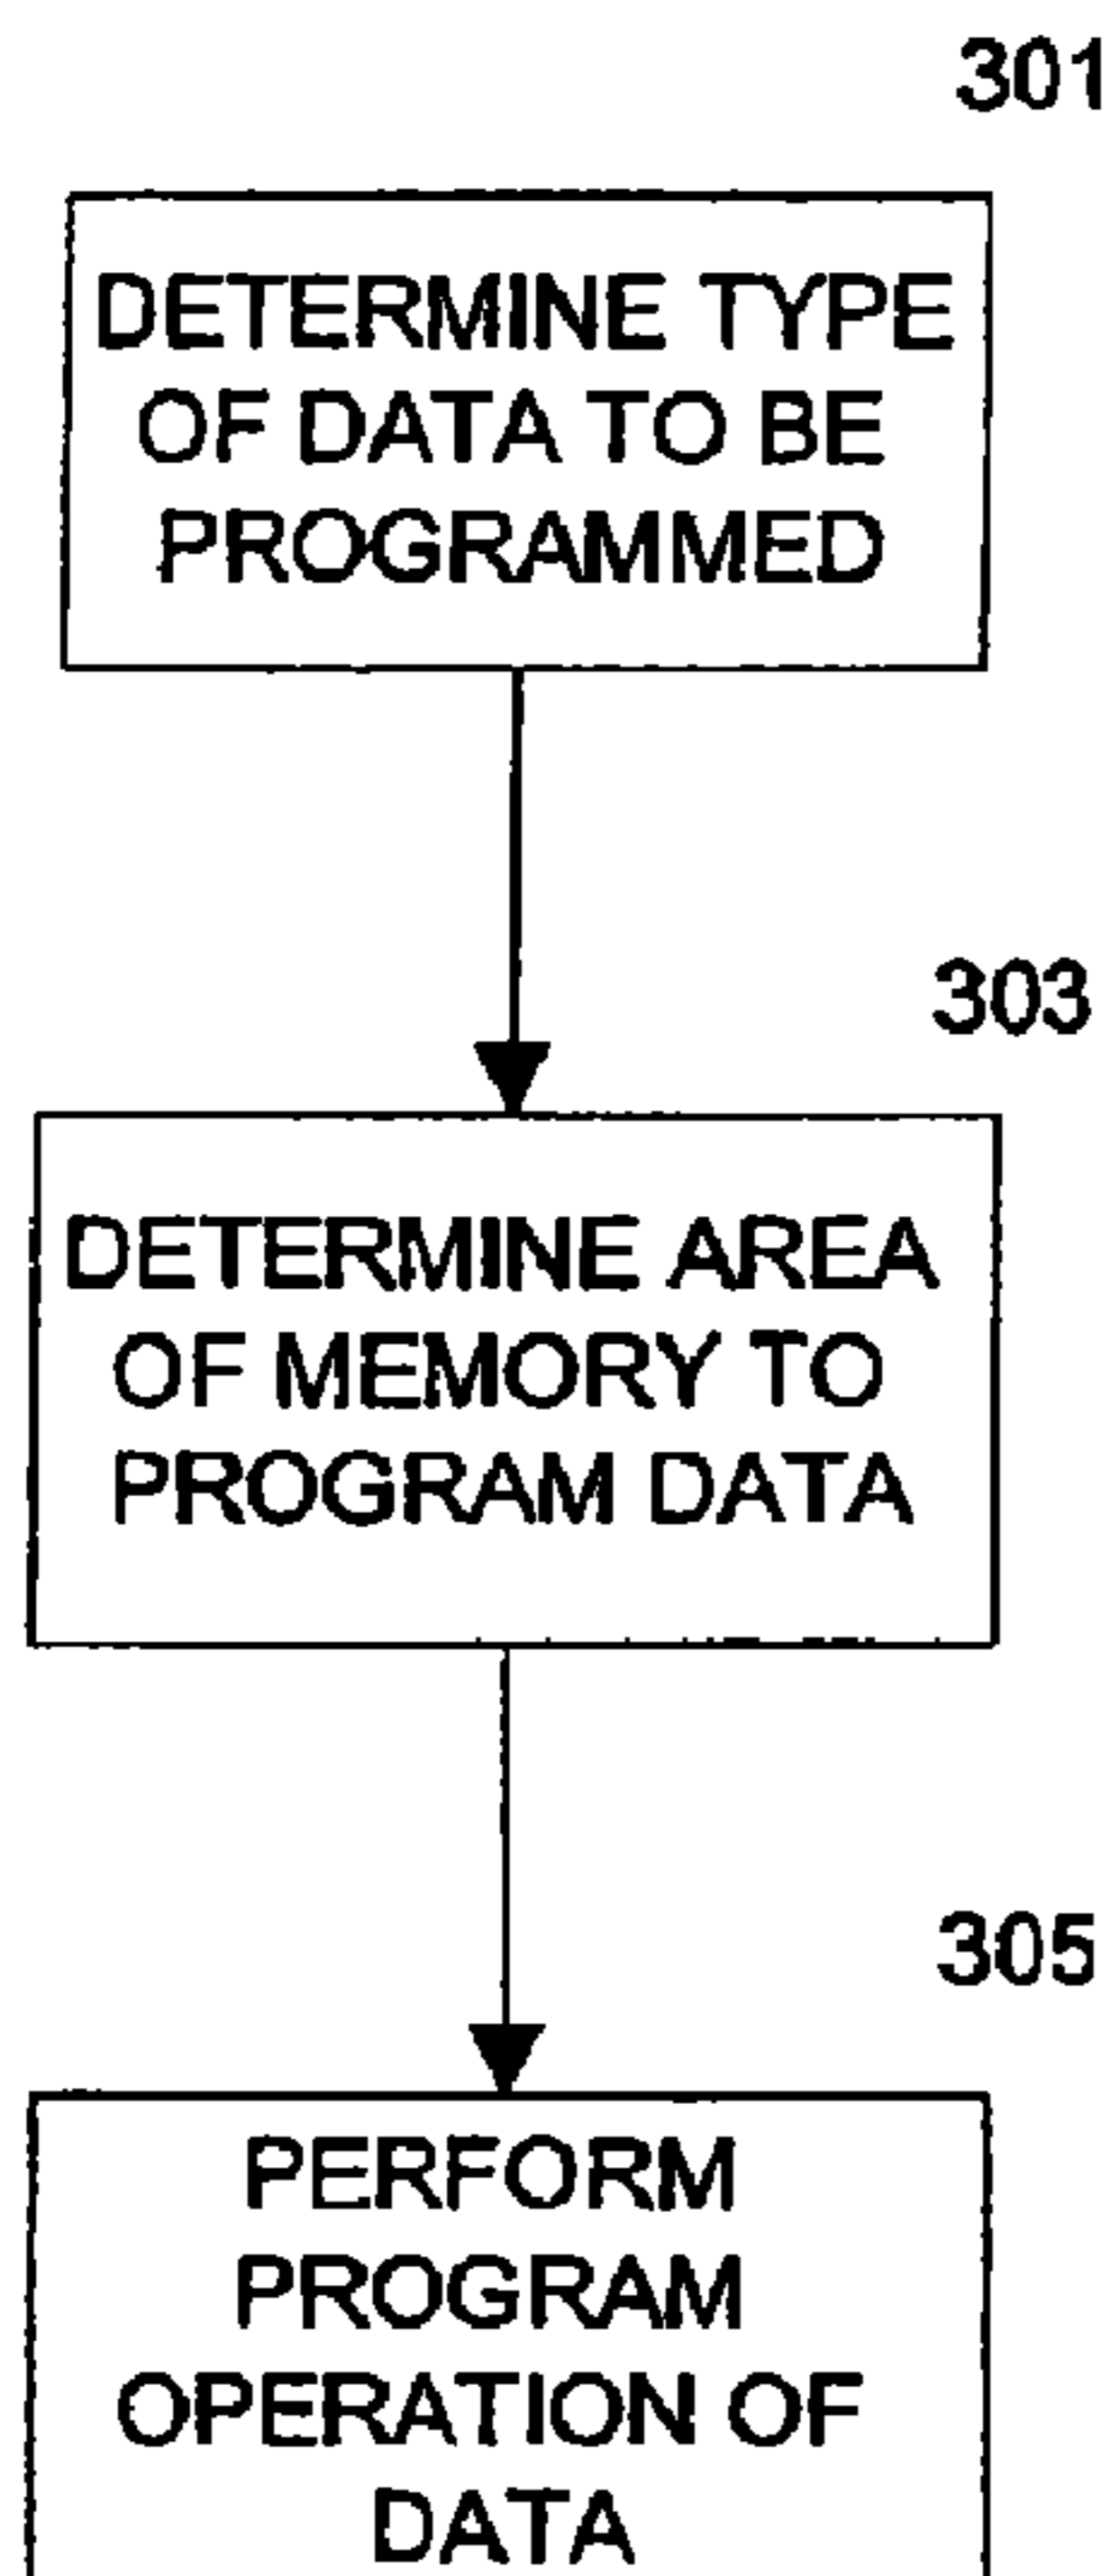 301
DETERMINE TYPE
OF DATA TO BE
PROGRAMMED
303
DETERMINE AREA
OF MEMORY TO
PROGRAM DATA
305
PERFORM
PROGRAM
OPERATION OF
DATA